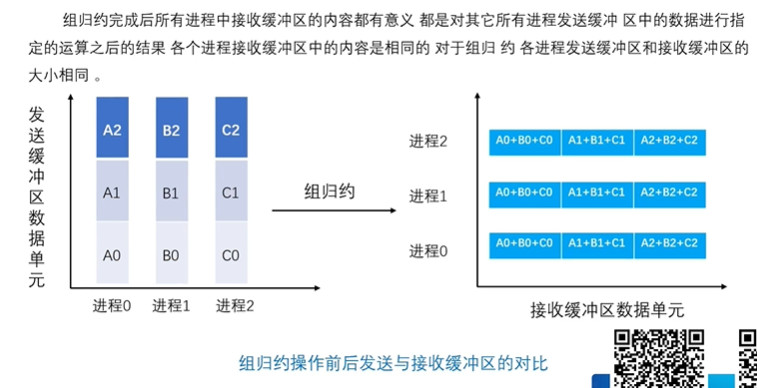 组归约完成后所有进程中接收缓冲区的内容都有意义 都是对其它所有进程发送缓冲 区中的数据进行指
定的运算之后的结果 各个进程接收缓冲区中的内容是相同的 对于组归 约 各进程发送缓冲区和接收缓冲区的
大小相同 。
发送缓冲区数据单元
A2 B2 C2
A1 B1 C1
A0 B0 C0
进程0 进程1 进程2
组归约
进程2 A0+B0+C0 A1+B1+C1 A2+B2+C2
进程1 A0+B0+C0 A1+B1+C1 A2+B2+C2
进程0 A0+B0+C0 A1+B1+C1 A2+B2+C2
接收缓冲区数据单元
组归约操作前后发送与接收缓冲区的对比